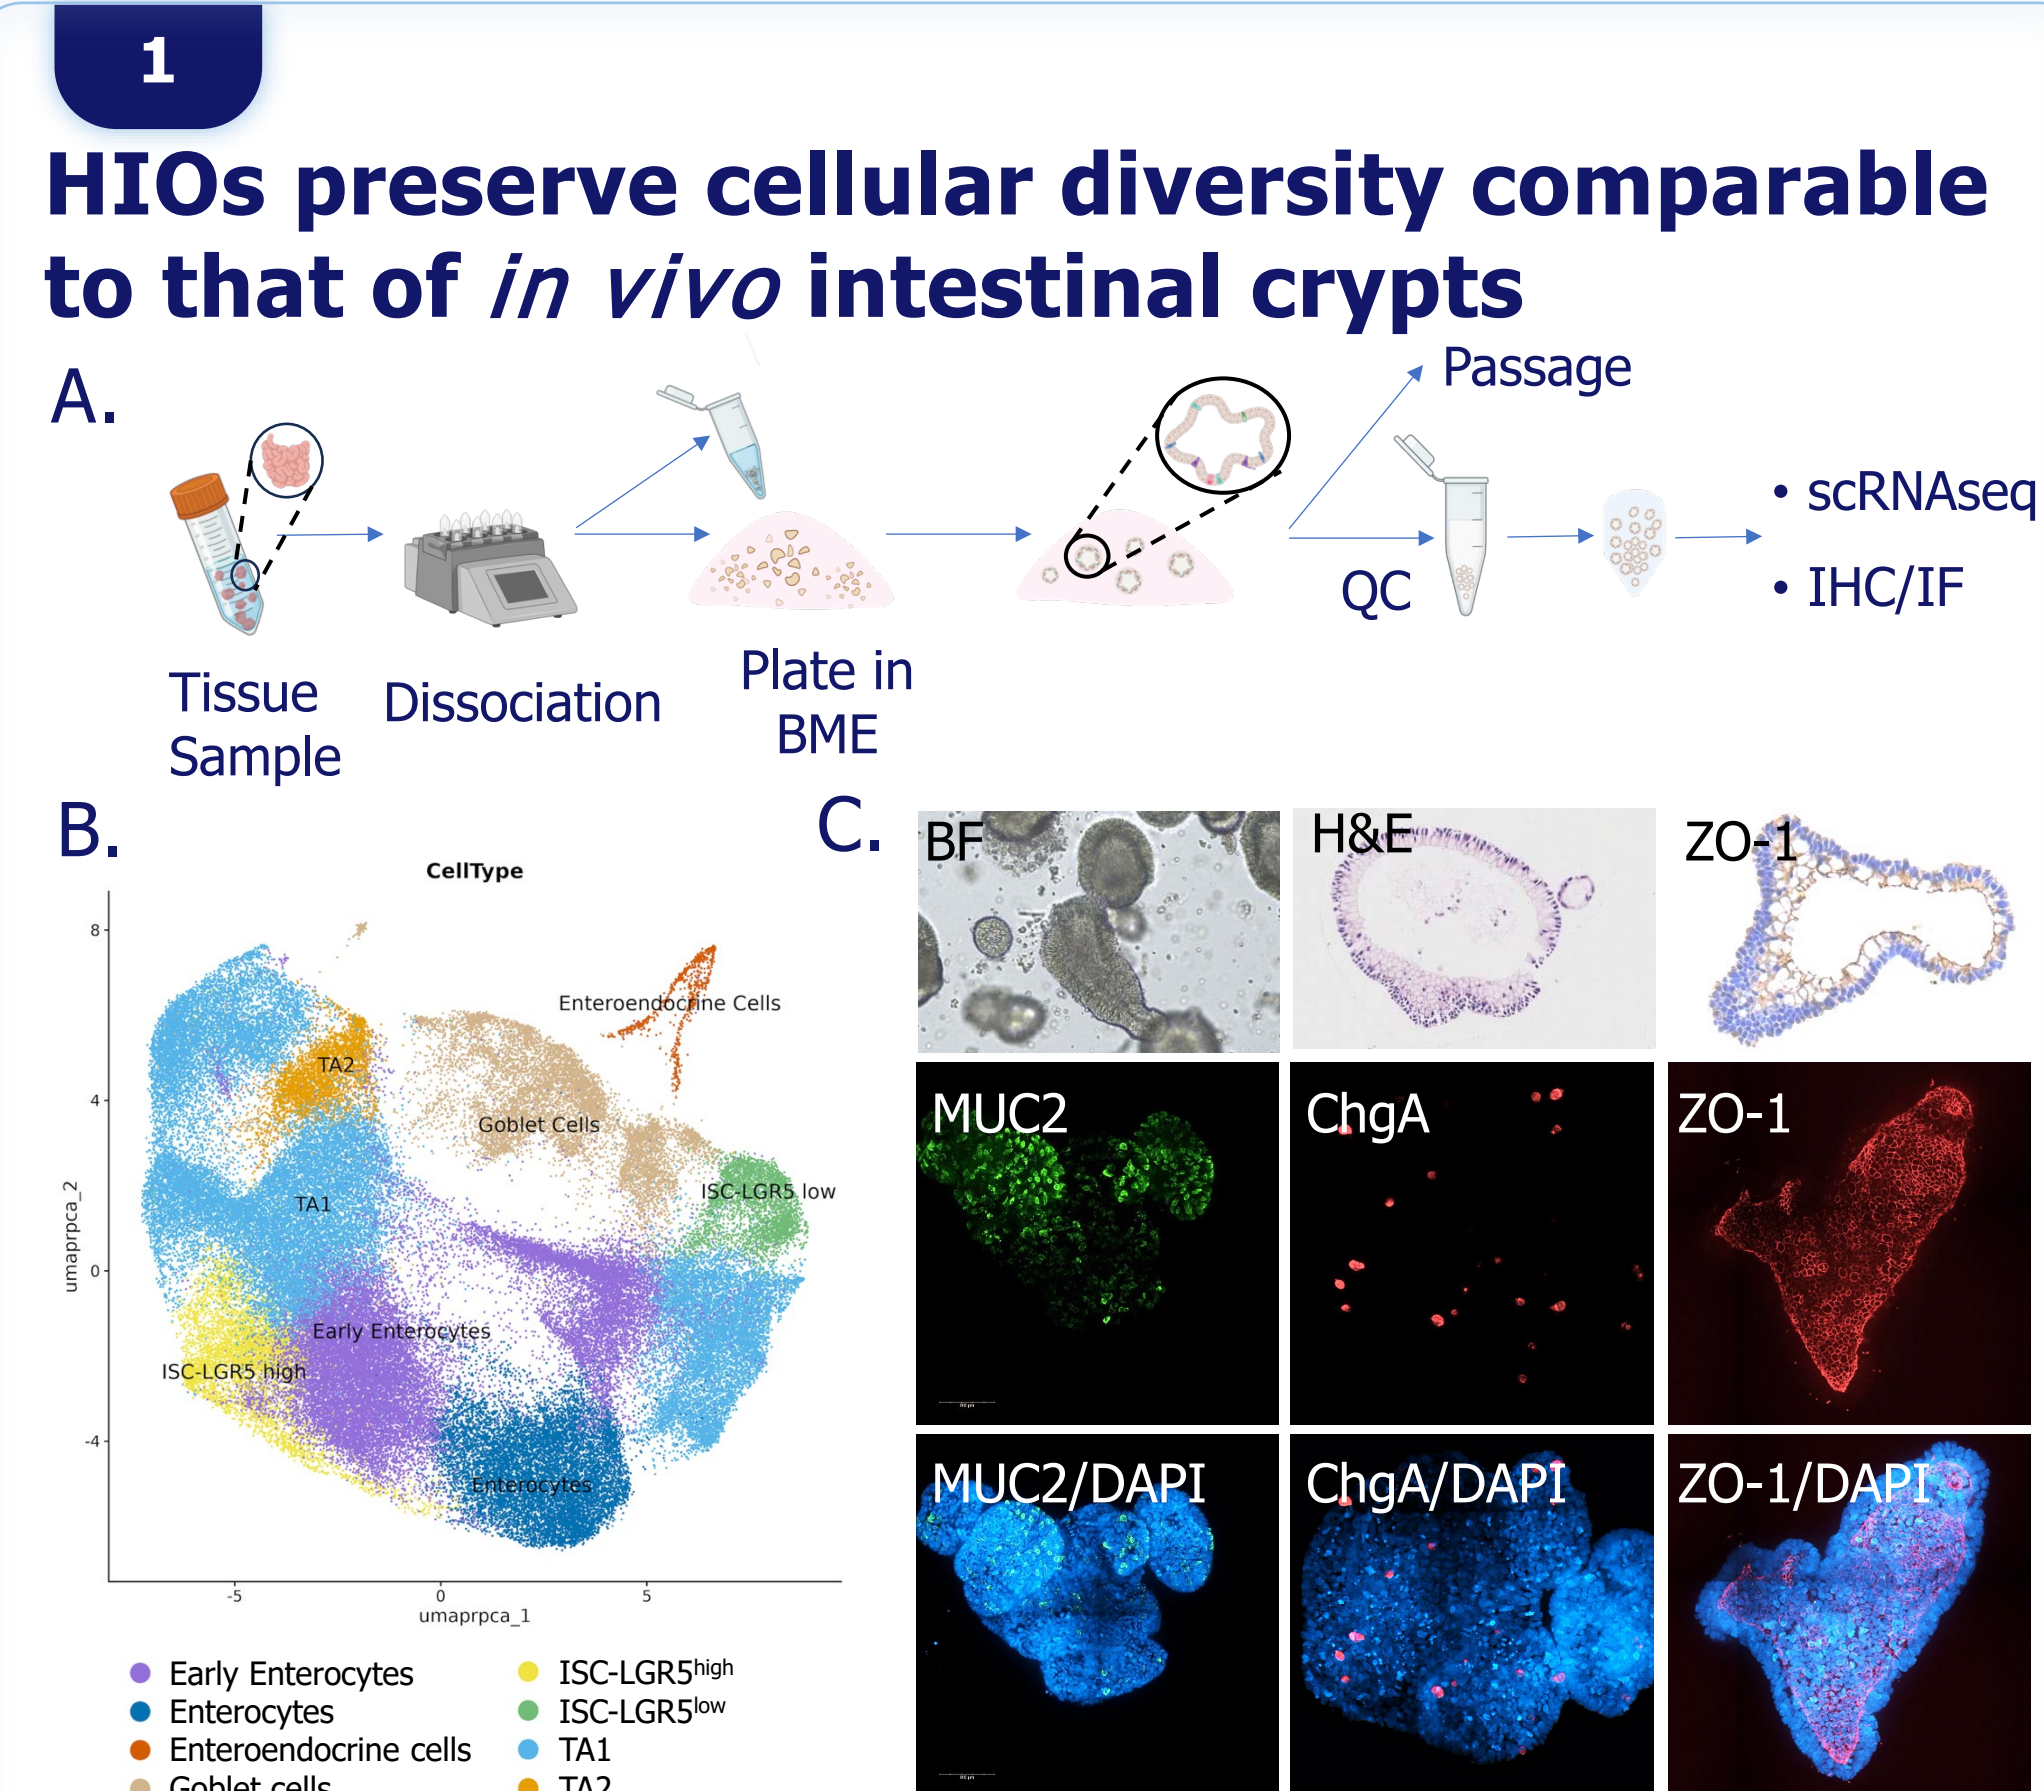 1
HIOs preserve cellular diversity comparable
to that of in vivo intestinal crypts
A.
Passage
• scRNAseq
• IHC/IF
QC
Tissue
Sample
Dissociation
Plate in
BME
B.
CellType
8
4
0
-4
-5
0
5
umaprpca_2
umaprpca_1
Enteroendocrine Cells
TA2
Goblet Cells
ISC-LGR5 low
TA1
Early Enterocytes
ISC-LGR5 high
Enterocytes
Early Enterocytes
Enterocytes
Enteroendocrine cells
Goblet cells
ISC-LGR5high
ISC-LGR5low
TA1
TA2
C.
BF
H&E
ZO-1
MUC2
ChgA
ZO-1
MUC2/DAPI
ChgA/DAPI
ZO-1/DAPI